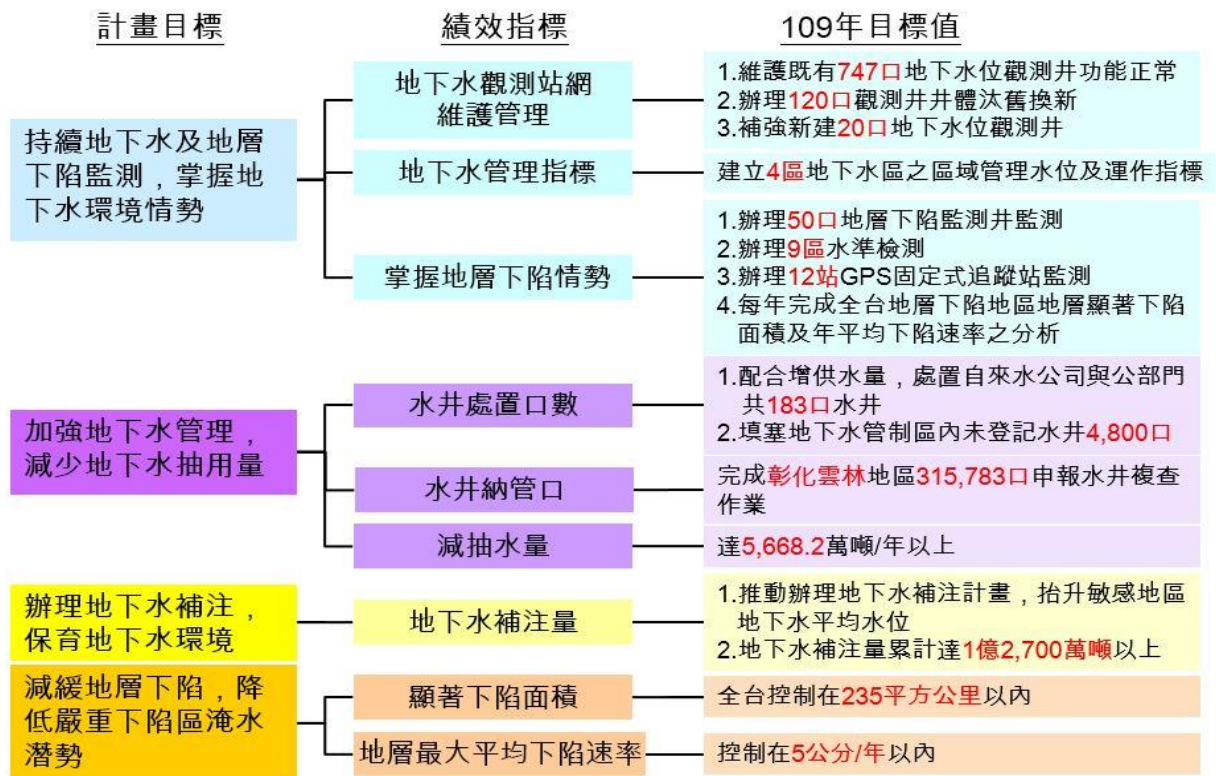 計畫目標
績效指標
109年目標值
持續地下水及地層
下陷監測，掌握地
下水環境情勢
地下水觀測站網
維護管理
1.維護既有747口地下水位觀測井功能正常
2.辦理120口觀測井井體汰舊換新
3.補強新建20口地下水位觀測井
地下水管理指標
建立4區地下水區之區域管理水位及運作指標
掌握地層下陷情勢
1.辦理50口地層下陷監測井監測
2.辦理9區水準檢測
3.辦理12站GPS固定式追蹤站監測
4.每年完成全台地層下陷地區地層顯著下陷
面積及年平均下陷速率之分析
加強地下水管理，
減少地下水抽用量
水井處置口數
1.配合增供水量，處置自來水公司與公部門
共183口水井
2.填塞地下水管制區內未登記水井4,800口
水井納管口
完成彰化雲林地區315,783口申報水井複查
作業
減抽水量
達5,668.2萬噸/年以上
辦理地下水補注，
保育地下水環境
地下水補注量
1.推動辦理地下水補注計畫，抬升敏感地區
地下水平均水位
2.地下水補注量累計達1億2,700萬噸以上
減緩地層下陷，降
低嚴重下陷區淹水
潛勢
顯著下陷面積
全台控制在235平方公里以內
地層最大平均下陷速率
控制在5公分/年以內